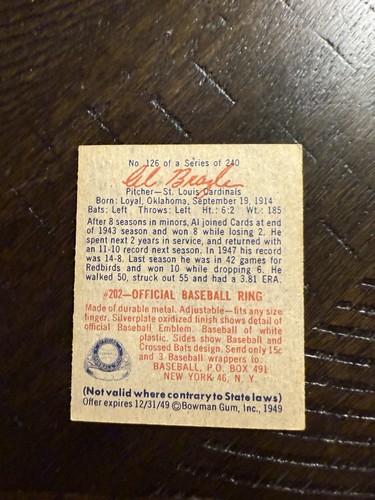 No. 126 of a Series of 240
Al Brazle
Pitcher—St. Louis Cardinals
Born: Loyal, Oklahoma, September 19, 1914
Bats: Left Throws: Left Ht.: 6:2 Wt.: 185
After 8 seasons in minors, Al joined Cards at end
of 1943 season and won 8 while losing 2. He
spent next 2 years in service, and returned with
an 11-10 record next season. In 1947 his record
was 14-8. Last season he was in 42 games for
Redbirds and won 10 while dropping 6. He
walked 50, struck out 55 and had a 3.81 ERA.
#202—OFFICIAL BASEBALL RING
Made of durable metal. Adjustable—fits any size
finger. Silverplate oxidized finish shows detail of
official Baseball Emblem. Baseball of white
plastic. Sides show Baseball and
Crossed Bats design. Send only 15¢
and 3 Baseball wrappers to:
BASEBALL, P.O. BOX 491
NEW YORK 46, N. Y.
(Not valid where contrary to State laws)
Offer expires 12/31/49 ©Bowman Gum, Inc., 1949